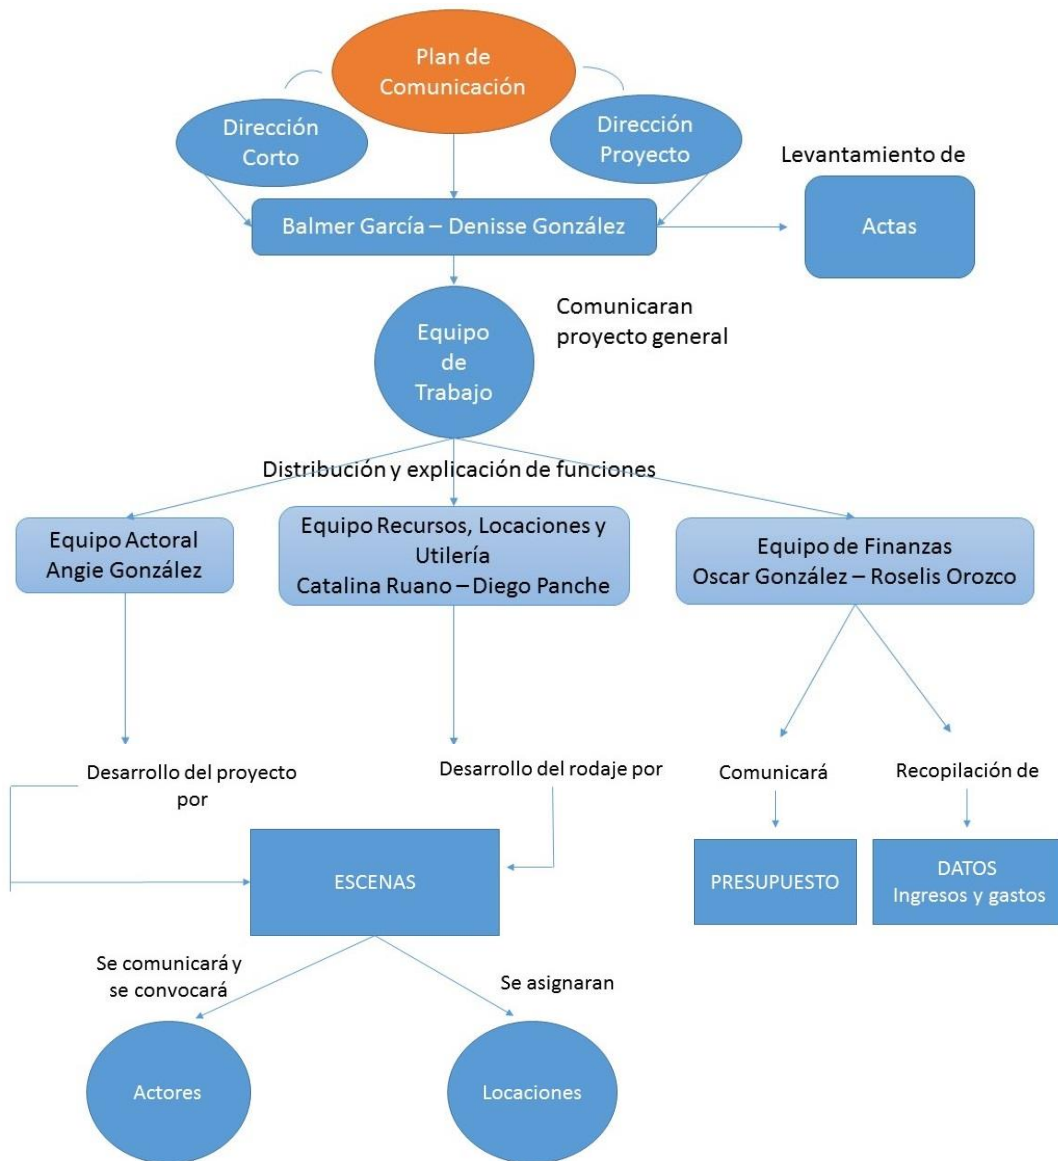 Plan de
Comunicación
Dirección
Corto
Dirección
Proyecto
Levantamiento de
Balmer García – Denisse González
Actas
Comunicaran
proyecto general
Equipo
de
Trabajo
Distribución y explicación de funciones
Equipo Actoral
Angie González
Equipo Recursos, Locaciones y
Utilería
Catalina Ruano – Diego Panche
Equipo de Finanzas
Oscar González – Roselis Orozco
Desarrollo del proyecto
por
Desarrollo del rodaje por
Comunicará
Recopilación de
ESCENAS
PRESUPUESTO
DATOS
Ingresos y gastos
Se comunicará y
se convocará
Se asignaran
Actores
Locaciones